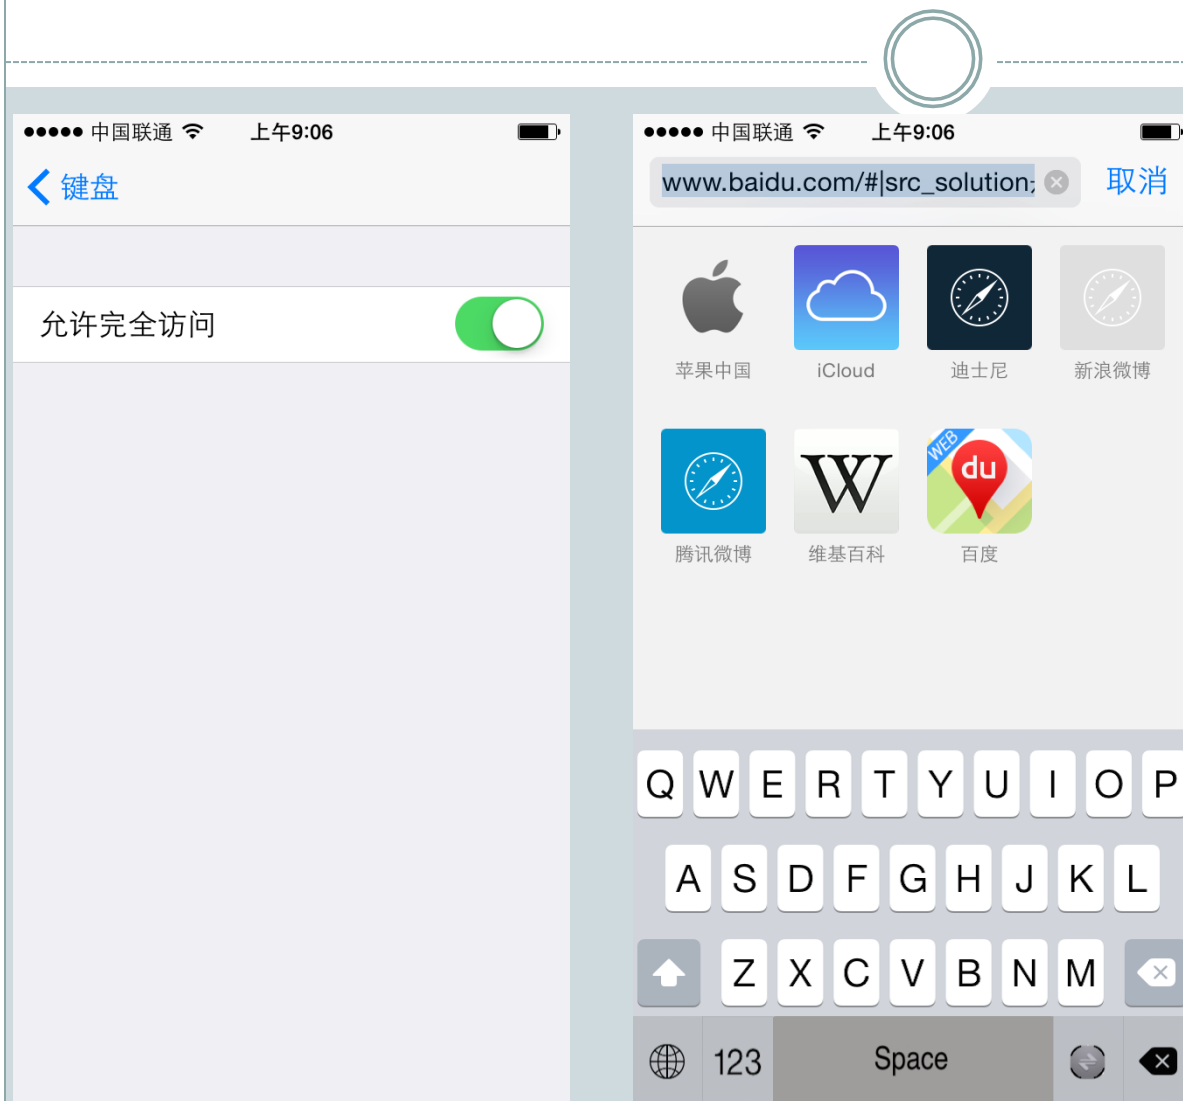 中国联通 上午9:06
键盘
允许完全访问
中国联通 上午9:06
www.baidu.com/#|src_solution
取消
苹果中国 iCloud 迪士尼 新浪微博
WEB
du
W
腾讯微博 维基百科 百度
Q W E R T Y U I O P
A S D F G H J K L
Z X C V B N M
123 Space